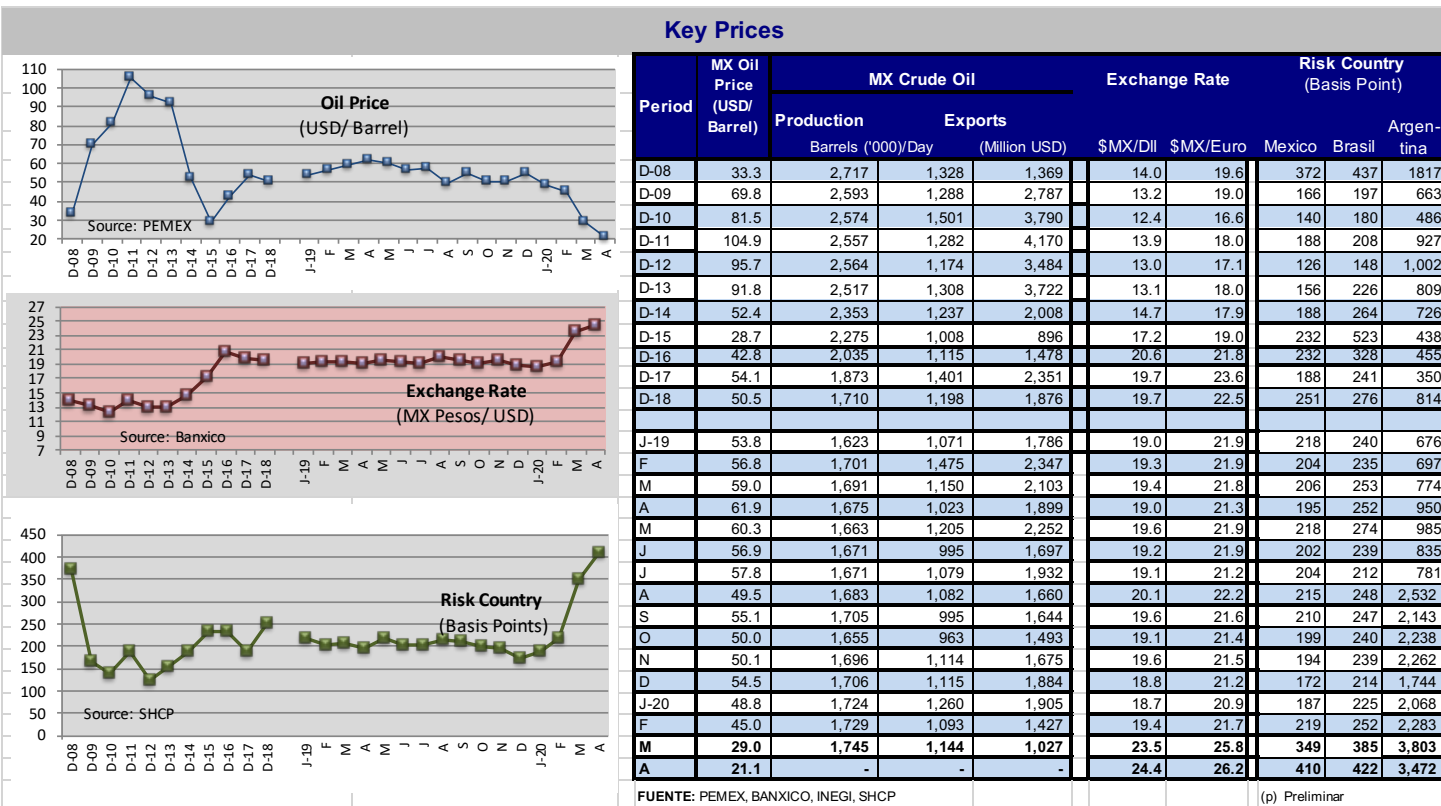 Key Prices
110
100
90
80
70
60
50
40
30
20
Oil Price
(USD/ Barrel)
Source: PEMEX
D-08 D-09 D-10 D-11 D-12 D-13 D-14 D-15 D-16 D-17 D-18 J-19 F M A M J J A S O N D J-20 F M A
27
25
23
21
19
17
15
13
11
9
7
Exchange Rate
(MX Pesos/ USD)
Source: Banxico
D-08 D-09 D-10 D-11 D-12 D-13 D-14 D-15 D-16 D-17 D-18 J-19 F M A M J J A S O N D J-20 F M A
450
400
350
300
250
200
150
100
50
0
Risk Country
(Basis Points)
Source: SHCP
D-08 D-09 D-10 D-11 D-12 D-13 D-14 D-15 D-16 D-17 D-18 J-19 F M A M J J A S O N D J-20 F M A
Period
MX Oil
Price
(USD/
Barrel)
MX Crude Oil
Production Exports
Barrels ('000)/Day (Million USD)
Exchange Rate
$MX/Dll $MX/Euro
Risk Country
(Basis Point)
Mexico Brasil Argen-
tina
D-08 33.3 2,717 1,328 1,369 14.0 19.6 372 437 1817
D-09 69.8 2,593 1,288 2,787 13.2 19.0 166 197 663
D-10 81.5 2,574 1,501 3,790 12.4 16.6 140 180 486
D-11 104.9 2,557 1,282 4,170 13.9 18.0 188 208 927
D-12 95.7 2,564 1,174 3,484 13.0 17.1 126 148 1,002
D-13 91.8 2,517 1,308 3,722 13.1 18.0 156 226 809
D-14 52.4 2,353 1,237 2,008 14.7 17.9 188 264 726
D-15 28.7 2,275 1,008 896 17.2 19.0 232 523 438
D-16 42.8 2,035 1,115 1,478 20.6 21.8 232 328 455
D-17 54.1 1,873 1,401 2,351 19.7 23.6 188 241 350
D-18 50.5 1,710 1,198 1,876 19.7 22.5 251 276 814
J-19 53.8 1,623 1,071 1,786 19.0 21.9 218 240 676
F 56.8 1,701 1,475 2,347 19.3 21.9 204 235 697
M 59.0 1,691 1,150 2,103 19.4 21.8 206 253 774
A 61.9 1,675 1,023 1,899 19.0 21.3 195 252 950
M 60.3 1,663 1,205 2,252 19.6 21.9 218 274 985
J 56.9 1,671 995 1,697 19.2 21.9 202 239 835
J 57.8 1,671 1,079 1,932 19.1 21.2 204 212 781
A 49.5 1,683 1,082 1,660 20.1 22.2 215 248 2,532
S 55.1 1,705 995 1,644 19.6 21.6 210 247 2,143
O 50.0 1,655 963 1,493 19.1 21.4 199 240 2,238
N 50.1 1,696 1,114 1,675 19.6 21.5 194 239 2,262
D 54.5 1,706 1,115 1,884 18.8 21.2 172 214 1,744
J-20 48.8 1,724 1,260 1,905 18.7 20.9 187 225 2,068
F 45.0 1,729 1,093 1,427 19.4 21.7 219 252 2,283
M 29.0 1,745 1,144 1,027 23.5 25.8 349 385 3,803
A 21.1 - - - 24.4 26.2 410 422 3,472
FUENTE: PEMEX, BANXICO, INEGI, SHCP
(p) Preliminar